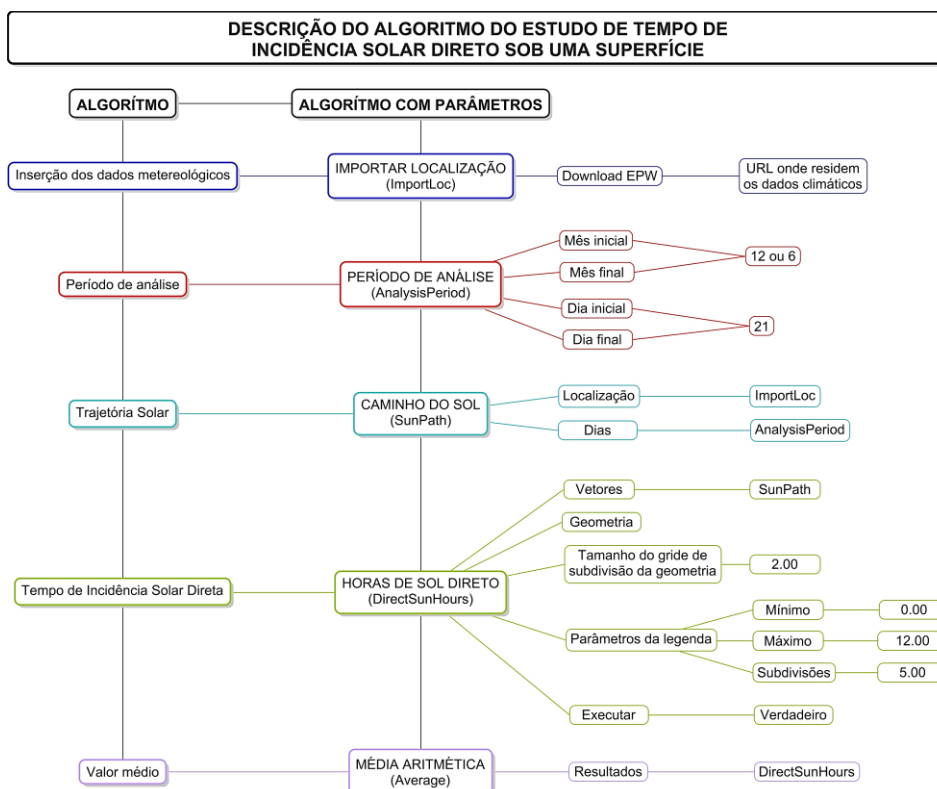 DESCRIÇÃO DO ALGORITMO DO ESTUDO DE TEMPO DE
INCIDÊNCIA SOLAR DIRETO SOB UMA SUPERFÍCIE
ALGORÍTMO
ALGORÍTMO COM PARÂMETROS
Inserção dos dados metereológicos
IMPORTAR LOCALIZAÇÃO
(ImportLoc)
Download EPW
URL onde residem
os dados climáticos
Período de análise
PERÍODO DE ANÁLISE
(AnalysisPeriod)
Mês inicial
Mês final
12 ou 6
Dia inicial
Dia final
21
Trajetória Solar
CAMINHO DO SOL
(SunPath)
Localização
ImportLoc
Dias
AnalysisPeriod
Tempo de Incidência Solar Direta
HORAS DE SOL DIRETO
(DirectSunHours)
Vetores
SunPath
Geometria
Tamanho do gride de
subdivisão da geometria
2.00
Parâmetros da legenda
Mínimo
0.00
Máximo
12.00
Subdivisões
5.00
Executar
Verdadeiro
Valor médio
MÉDIA ARITMÉTICA
(Average)
Resultados
DirectSunHours